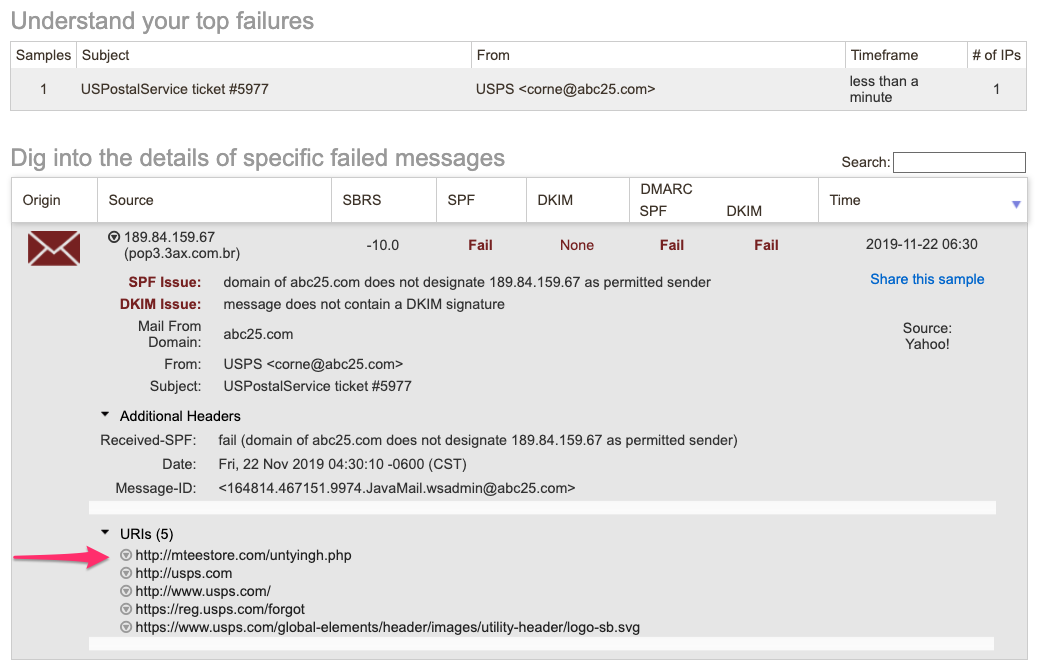 Understand your top failures
Samples Subject From Timeframe # of IPs
1 USPostalService ticket #5977 USPS <corne@abc25.com> less than a minute 1
Dig into the details of specific failed messages
Search:
Origin Source SBRS SPF DKIM DMARC SPF DKIM Time
189.84.159.67 (pop3.3ax.com.br) -10.0 Fail None Fail Fail 2019-11-22 06:30
SPF Issue: domain of abc25.com does not designate 189.84.159.67 as permitted sender
Share this sample
DKIM Issue: message does not contain a DKIM signature
Mail From Domain: abc25.com
Source: Yahoo!
From: USPS <corne@abc25.com>
Subject: USPostalService ticket #5977
Additional Headers
Received-SPF: fail (domain of abc25.com does not designate 189.84.159.67 as permitted sender)
Date: Fri, 22 Nov 2019 04:30:10 -0600 (CST)
Message-ID: <164814.467151.9974.JavaMail.wsadmin@abc25.com>
URIs (5)
http://mteestore.com/untyingh.php
http://usps.com
http://www.usps.com/
https://reg.usps.com/forgot
https://www.usps.com/global-elements/header/images/utility-header/logo-sb.svg